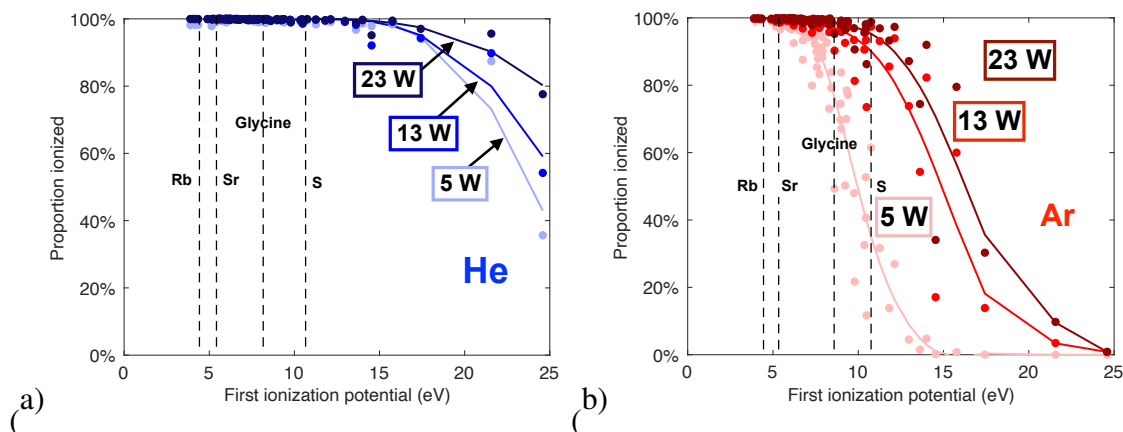 100%
80%
60%
40%
20%
0%
Proportion ionized
0
5
10
15
20
25
First ionization potential (eV)
23 W
13 W
5 W
Glycine
Rb
Sr
S
He
a)
(
100%
80%
60%
40%
20%
0%
Proportion ionized
0
5
10
15
20
25
First ionization potential (eV)
23 W
13 W
5 W
Glycine
Rb
Sr
S
Ar
b)
(